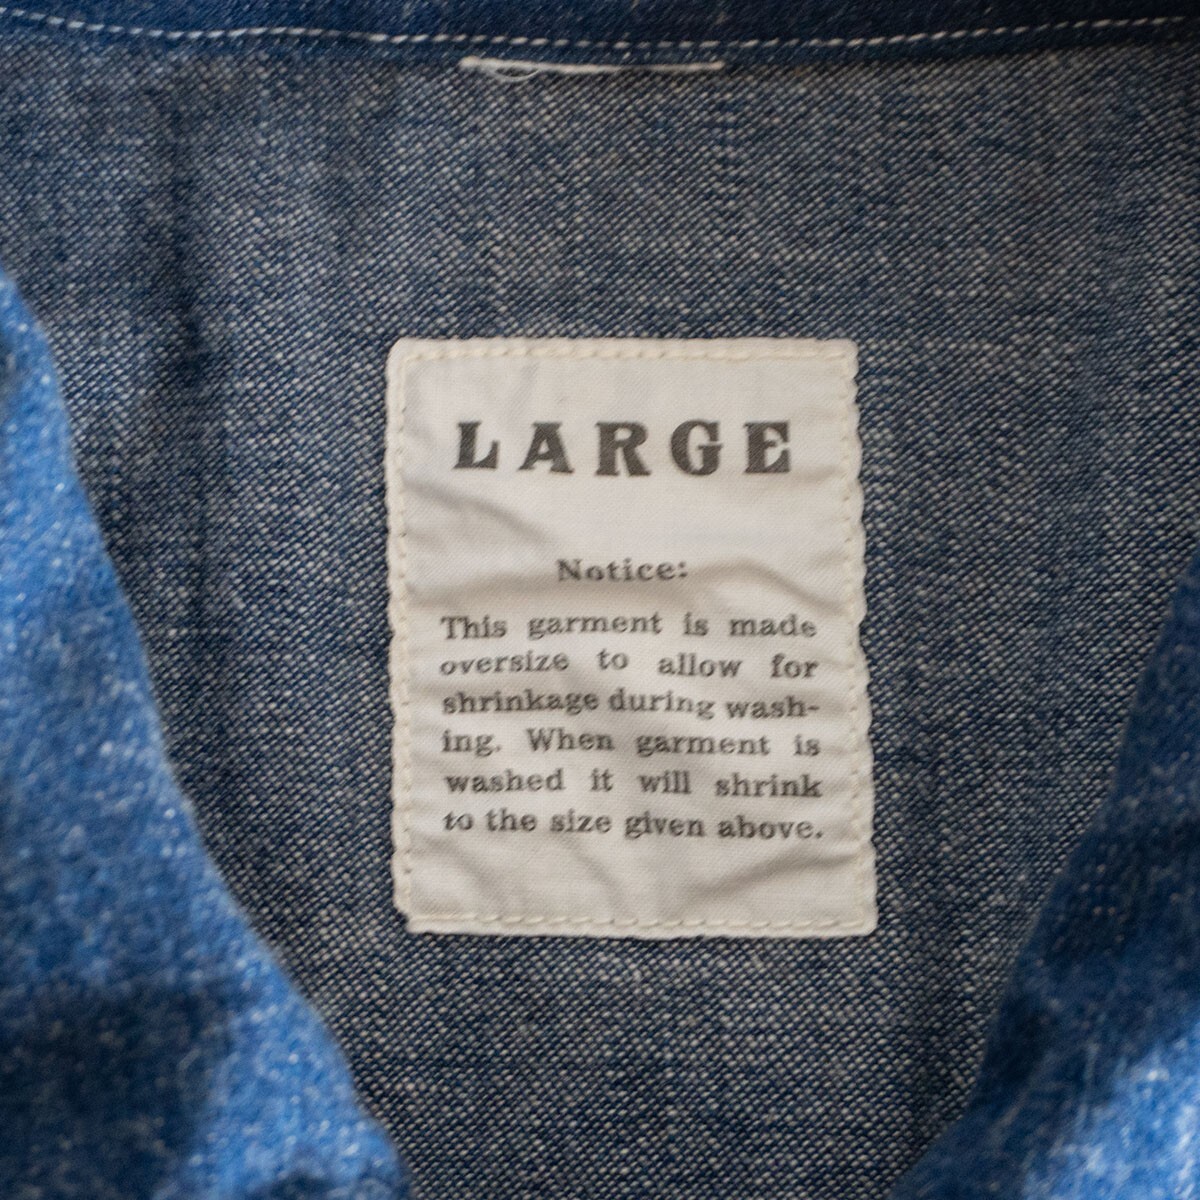 LARGE
Notice:
This garment is made
oversize to allow for
shrinkage during wash-
ing. When garment is
washed it will shrink
to the size given above.